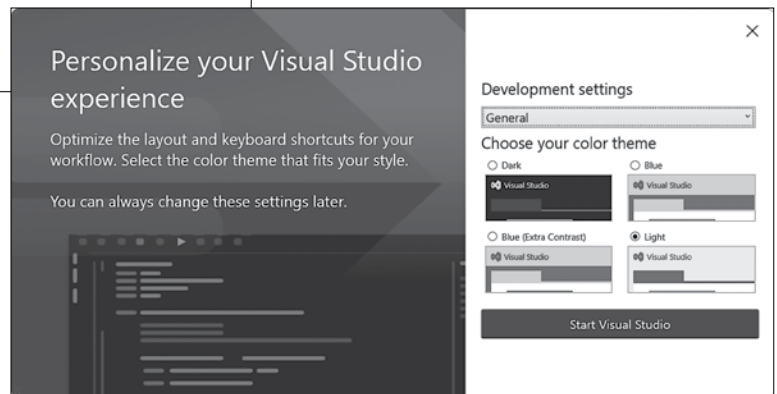 Personalize your Visual Studio
experience
Optimize the layout and keyboard shortcuts for your
workflow. Select the color theme that fits your style.
You can always change these settings later.
Development settings
General
Choose your color theme
Dark
Blue
Visual Studio
Visual Studio
Blue (Extra Contrast)
Light
Visual Studio
Visual Studio
Start Visual Studio